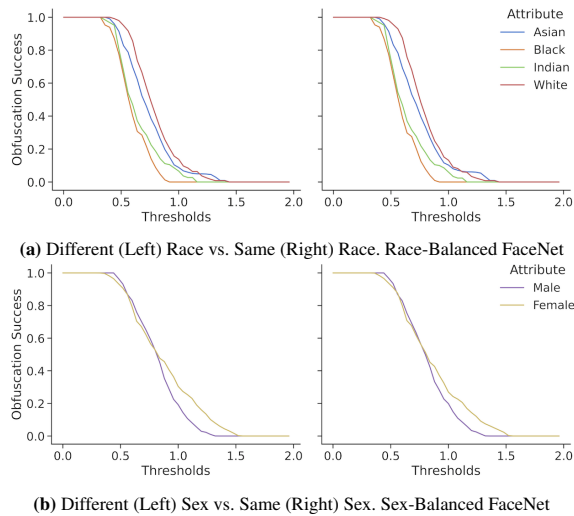 Attribute
Asian
Black
Indian
White
Obfuscation Success
1.0
0.8
0.6
0.4
0.2
0.0
0.0 0.5 1.0 1.5 2.0 0.0 0.5 1.0 1.5 2.0
Thresholds Thresholds
(a) Different (Left) Race vs. Same (Right) Race. Race-Balanced FaceNet
Attribute
Male
Female
Obfuscation Success
1.0
0.8
0.6
0.4
0.2
0.0
0.0 0.5 1.0 1.5 2.0 0.0 0.5 1.0 1.5 2.0
Thresholds Thresholds
(b) Different (Left) Sex vs. Same (Right) Sex. Sex-Balanced FaceNet